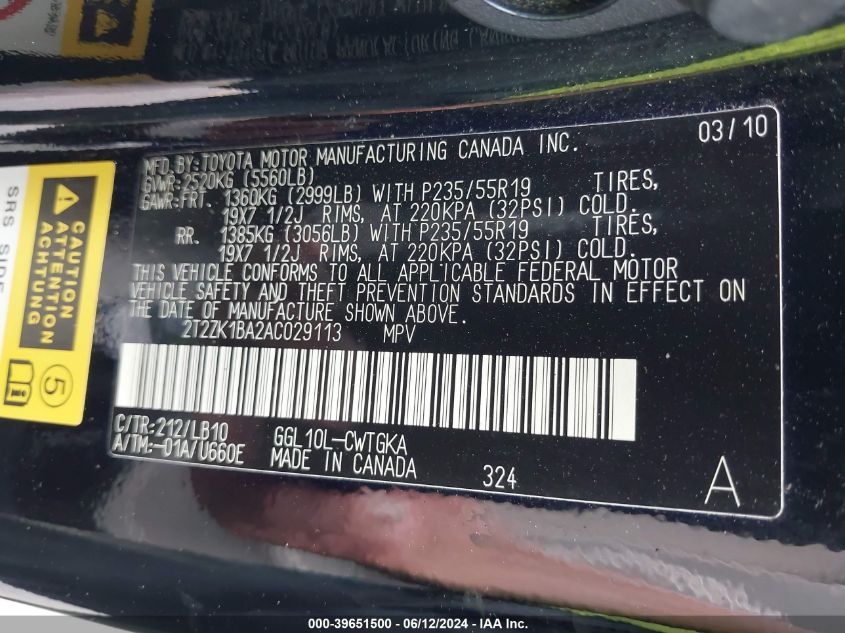 03/10
MFD.BY:TOYOTA MOTOR MANUFACTURING CANADA INC.
GVWR:2520KG (5560LB)
GAWR:FRT. 1360KG (2999LB) WITH P235/55R19 TIRES,
19X7 1/2J RIMS, AT 220KPA (32PSI) COLD.
RR. 1385KG (3056LB) WITH P235/55R19 TIRES,
19X7 1/2J RIMS, AT 220KPA (32PSI) COLD.
THIS VEHICLE CONFORMS TO ALL APPLICABLE FEDERAL MOTOR
VEHICLE SAFETY AND THEFT PREVENTION STANDARDS IN EFFECT ON
THE DATE OF MANUFACTURE SHOWN ABOVE.
2T2ZK1BA2AC029113 MPV
C/TR:212/LB10 GGL10L-CWTGKA
A/TM:-01A/U660E MADE IN CANADA 324 A
CAUTION
ATTENTION
ACHTUNG
SRS SIDE
5
000-39651500 - 06/12/2024 - IAA Inc.